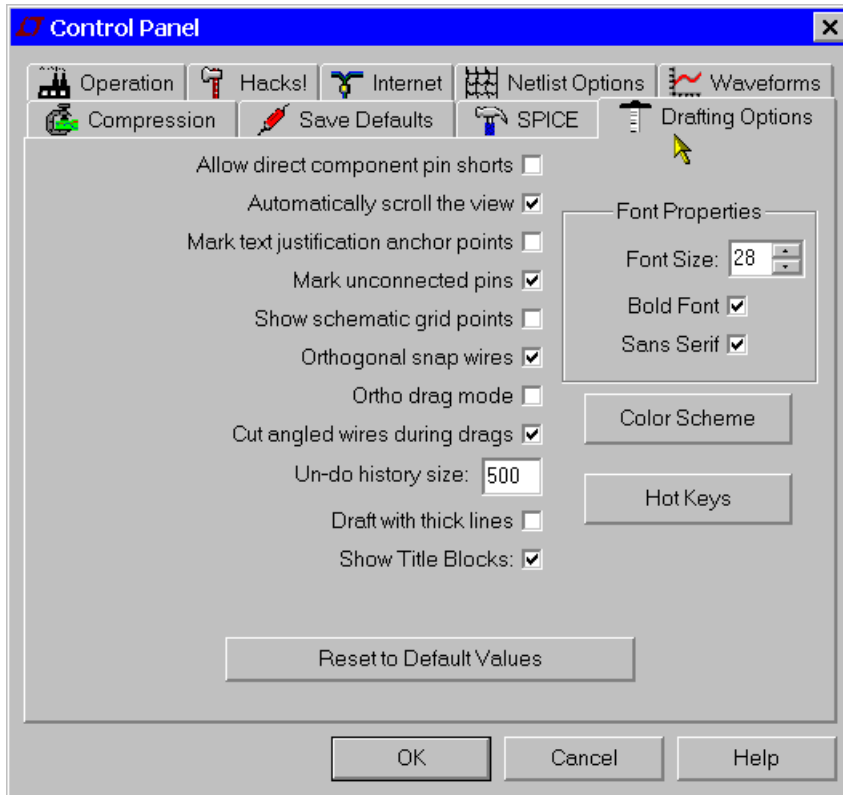 Control Panel
Operation
Hacks!
Internet
Netlist Options
Waveforms
Compression
Save Defaults
SPICE
Drafting Options
Allow direct component pin shorts
Automatically scroll the view
Mark text justification anchor points
Mark unconnected pins
Show schematic grid points
Orthogonal snap wires
Ortho drag mode
Cut angled wires during drags
Un-do history size: 500
Draft with thick lines
Show Title Blocks:
Font Properties
Font Size: 28
Bold Font
Sans Serif
Color Scheme
Hot Keys
Reset to Default Values
OK
Cancel
Help